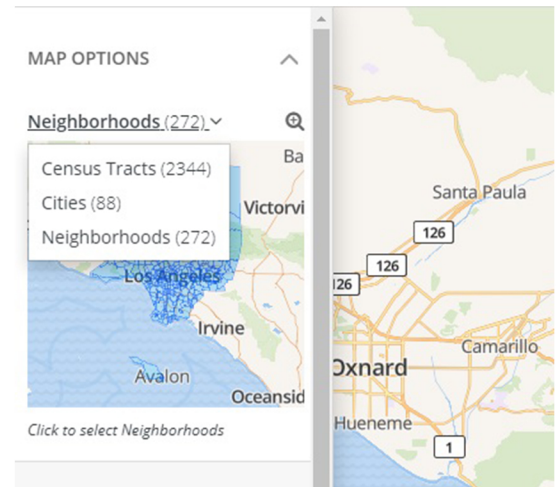 MAP OPTIONS
Neighborhoods (272)
Census Tracts (2344)
Cities (88)
Neighborhoods (272)
Ba
Victorvi
Los Angeles
Irvine
Avalon
Oceansid
Click to select Neighborhoods
Santa Paula
126
126
126
Camarillo
Oxnard
Hueneme
1